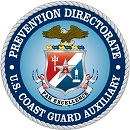 PREVENTION DIRECTORATE
U.S. COAST GUARD AUXILIARY